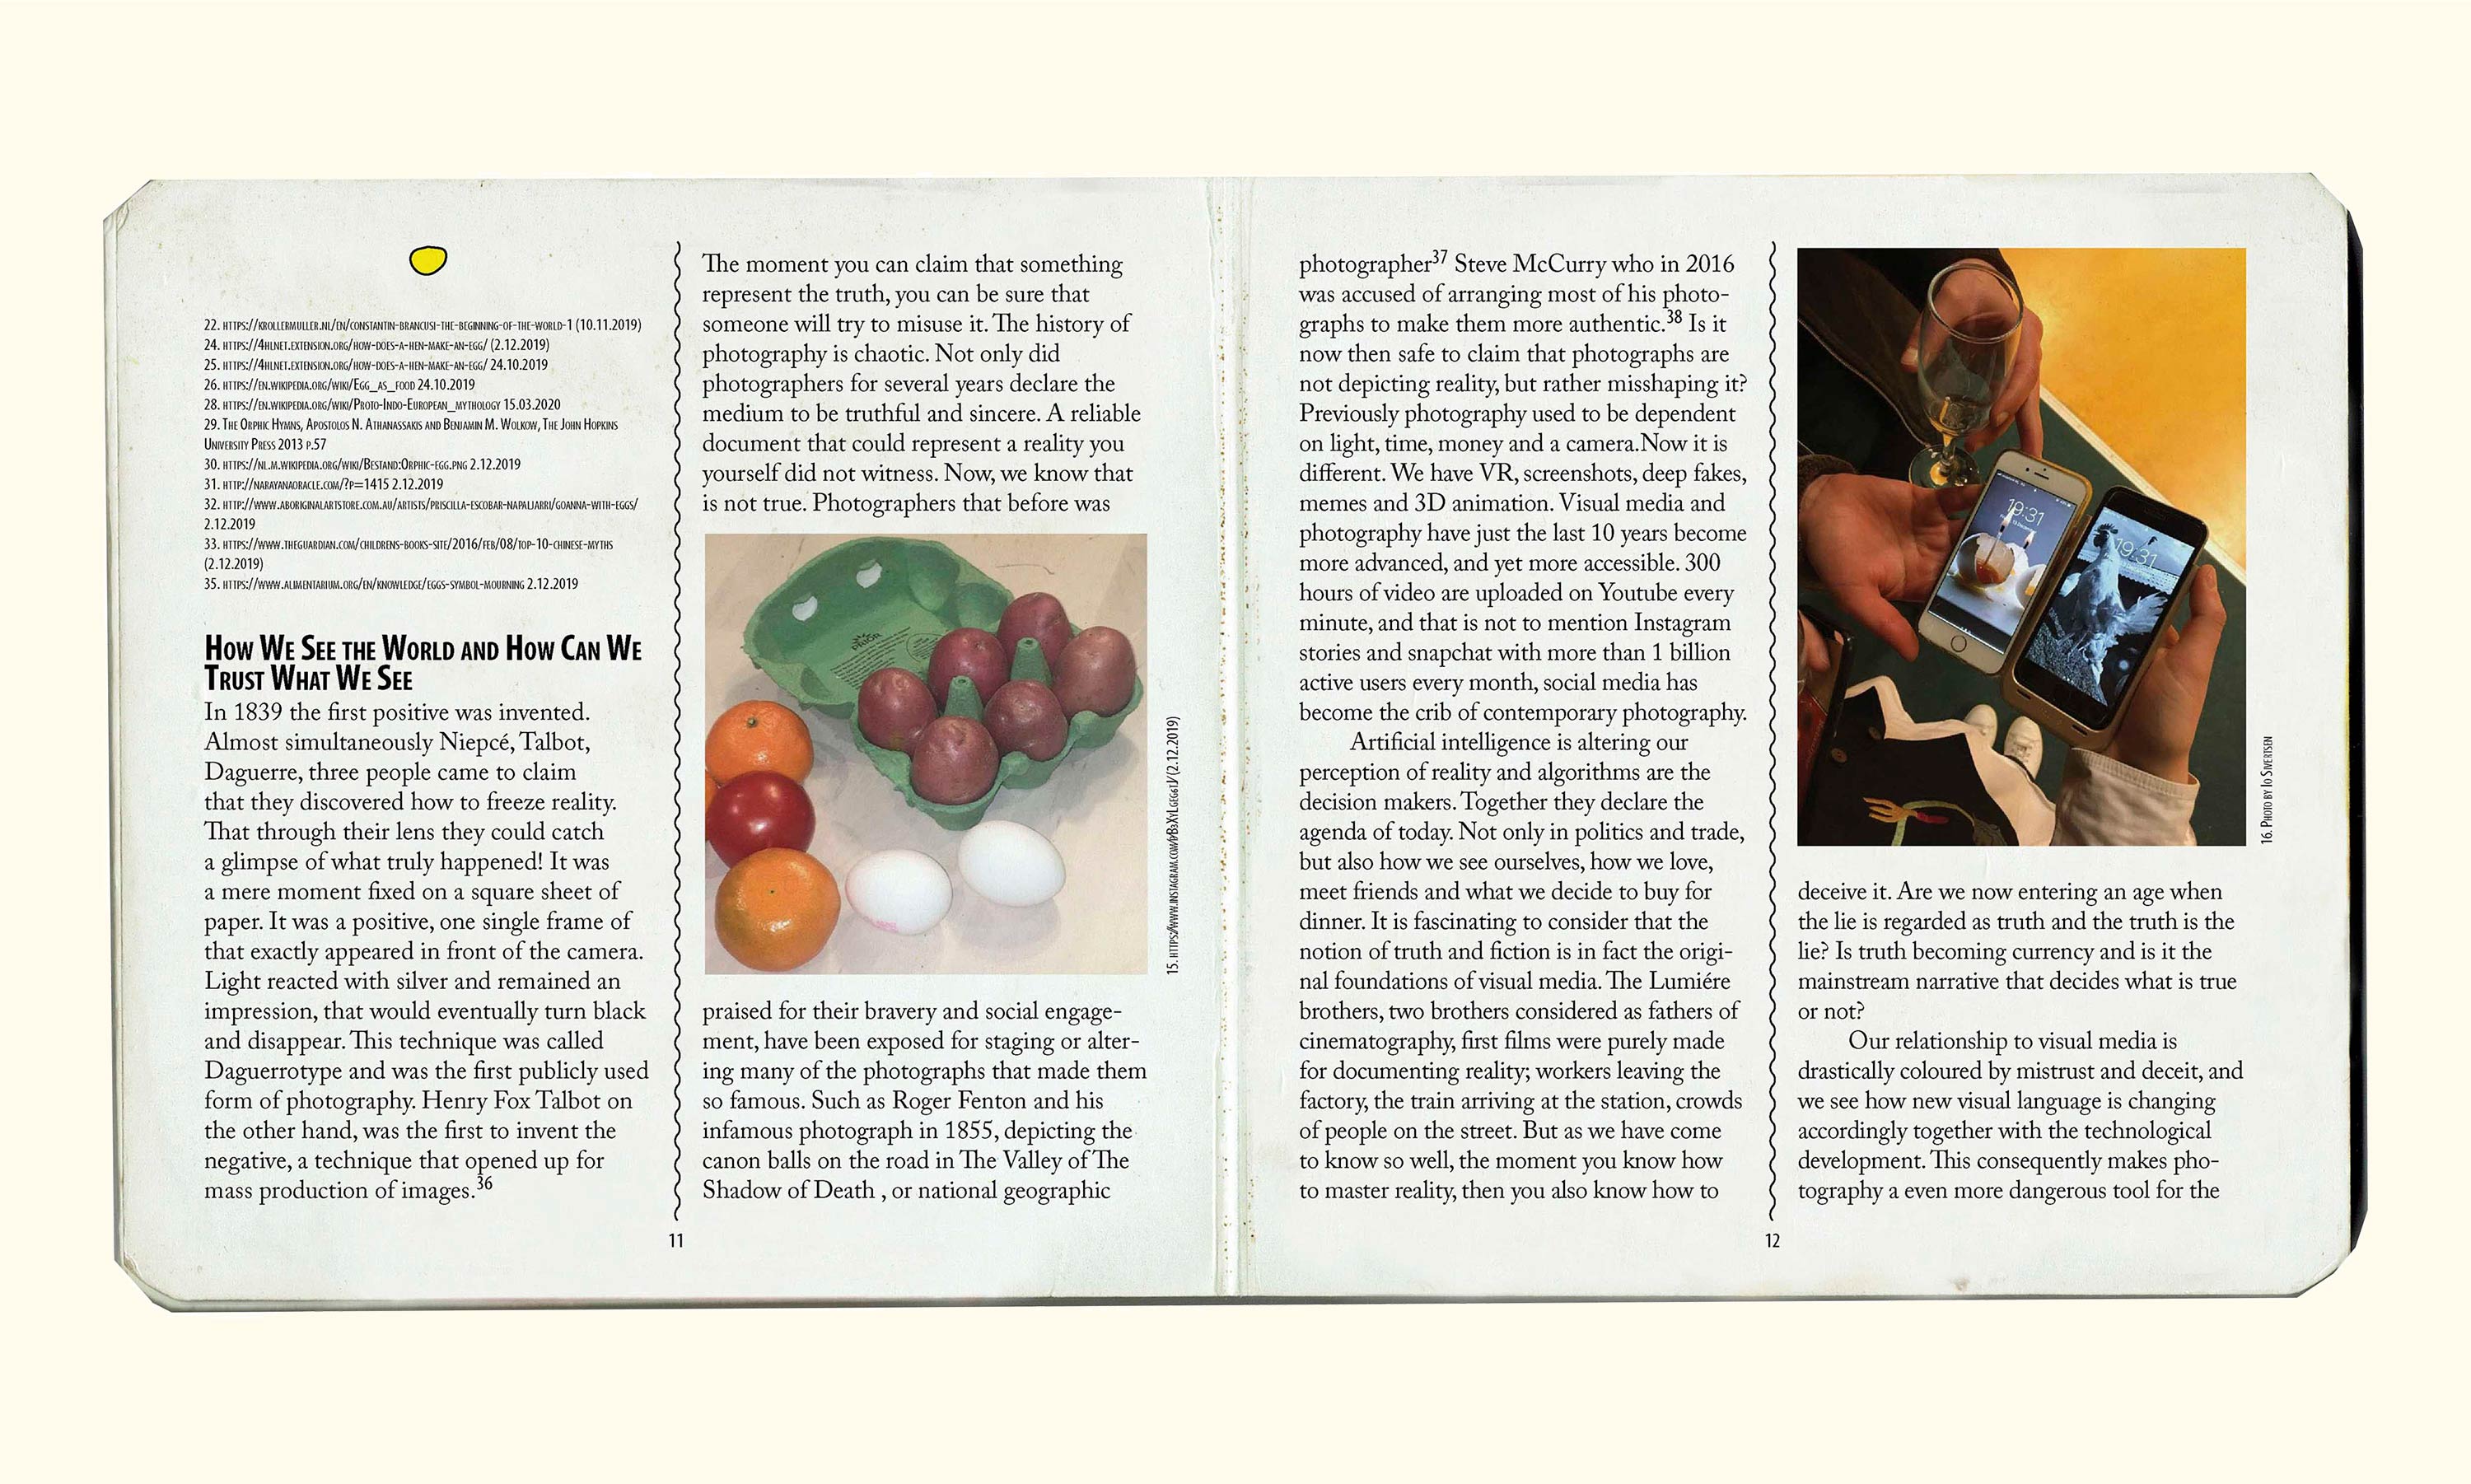 22. https://krollermuller.nl/en/constantin-brancusi-the-beginning-of-the-world-1 (10.11.2019)
24. https://4hlnet.extension.org/how-does-a-hen-make-an-egg/ (2.12.2019)
25. https://4hlnet.extension.org/how-does-a-hen-make-an-egg/ 24.10.2019
26. https://en.wikipedia.org/wiki/Egg_as_food 24.10.2019
28. https://en.wikipedia.org/wiki/Proto-Indo-European_mythology 15.03.2020
29. The Orphic Hymns, Apostolos N. Athanassakis and Benjamin M. Wolkow, The John Hopkins
University Press 2013 p.57
30. https://nl.m.wikipedia.org/wiki/Bestand:Orphic-egg.png 2.12.2019
31. http://narayanaoracle.com/?p=1415 2.12.2019
32. http://www.aboriginalartstore.com.au/artists/priscilla-escobar-napaljarri/goanna-with-eggs/
2.12.2019
33. https://www.theguardian.com/childrens-books-site/2016/feb/08/top-10-chinese-myths
(2.12.2019)
35. https://www.alimentarium.org/en/knowledge/eggs-symbol-mourning 2.12.2019
How We See the World and How Can We
Trust What We See
In 1839 the first positive was invented.
Almost simultaneously Niepcé, Talbot,
Daguerre, three people came to claim
that they discovered how to freeze reality.
That through their lens they could catch
a glimpse of what truly happened! It was
a mere moment fixed on a square sheet of
paper. It was a positive, one single frame of
that exactly appeared in front of the camera.
Light reacted with silver and remained an
impression, that would eventually turn black
and disappear. This technique was called
Daguerrotype and was the first publicly used
form of photography. Henry Fox Talbot on
the other hand, was the first to invent the
negative, a technique that opened up for
mass production of images.36
11
The moment you can claim that something
represent the truth, you can be sure that
someone will try to misuse it. The history of
photography is chaotic. Not only did
photographers for several years declare the
medium to be truthful and sincere. A reliable
document that could represent a reality you
yourself did not witness. Now, we know that
is not true. Photographers that before was
PRIOR
15. https://www.instagram.com/p/
(2.12.2019)
praised for their bravery and social engage-
ment, have been exposed for staging or alter-
ing many of the photographs that made them
so famous. Such as Roger Fenton and his
infamous photograph in 1855, depicting the
canon balls on the road in The Valley of The
Shadow of Death , or national geographic
photographer37 Steve McCurry who in 2016
was accused of arranging most of his photo-
graphs to make them more authentic.38 Is it
now then safe to claim that photographs are
not depicting reality, but rather misshaping it?
Previously photography used to be dependent
on light, time, money and a camera.Now it is
different. We have VR, screenshots, deep fakes,
memes and 3D animation. Visual media and
photography have just the last 10 years become
more advanced, and yet more accessible. 300
hours of video are uploaded on Youtube every
minute, and that is not to mention Instagram
stories and snapchat with more than 1 billion
active users every month, social media has
become the crib of contemporary photography.
Artificial intelligence is altering our
perception of reality and algorithms are the
decision makers. Together they declare the
agenda of today. Not only in politics and trade,
but also how we see ourselves, how we love,
meet friends and what we decide to buy for
dinner. It is fascinating to consider that the
notion of truth and fiction is in fact the origi-
nal foundations of visual media. The Lumiére
brothers, two brothers considered as fathers of
cinematography, first films were purely made
for documenting reality; workers leaving the
factory, the train arriving at the station, crowds
of people on the street. But as we have come
to know so well, the moment you know how
to master reality, then you also know how to
12
19:31
19:31
16. Photo by Io Sivertsen
deceive it. Are we now entering an age when
the lie is regarded as truth and the truth is the
lie? Is truth becoming currency and is it the
mainstream narrative that decides what is true
or not?
Our relationship to visual media is
drastically coloured by mistrust and deceit, and
we see how new visual language is changing
accordingly together with the technological
development. This consequently makes pho-
tography a even more dangerous tool for the